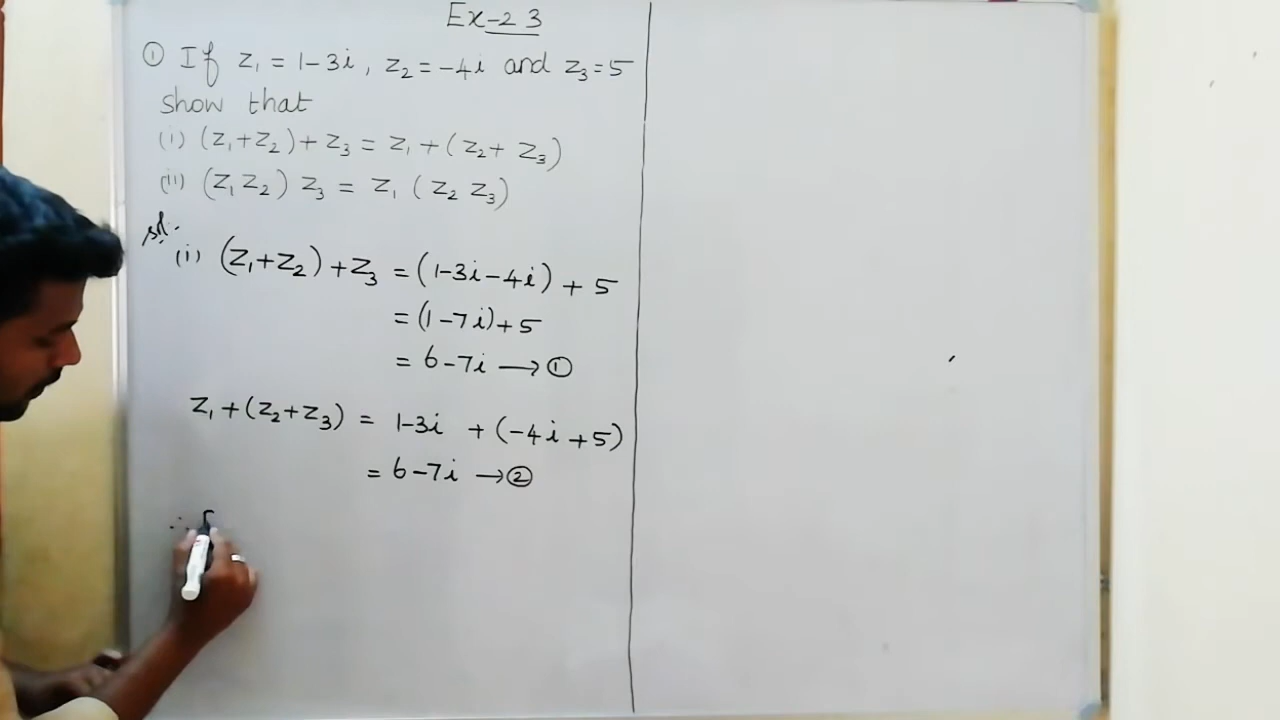 Ex-2 3
① If z₁ = 1-3i, z₂ = -4i and z₃=5
show that
(i) (z₁+z₂)+z₃ = z₁+(z₂+z₃)
(ii) (z₁z₂) z₃ = z₁ (z₂ z₃)
sol:
(i) (z₁+z₂)+z₃ = (1-3i-4i)+5
= (1-7i)+5
= 6-7i → ①
z₁+(z₂+z₃) = 1-3i +(-4i+5)
= 6-7i → ②
∴